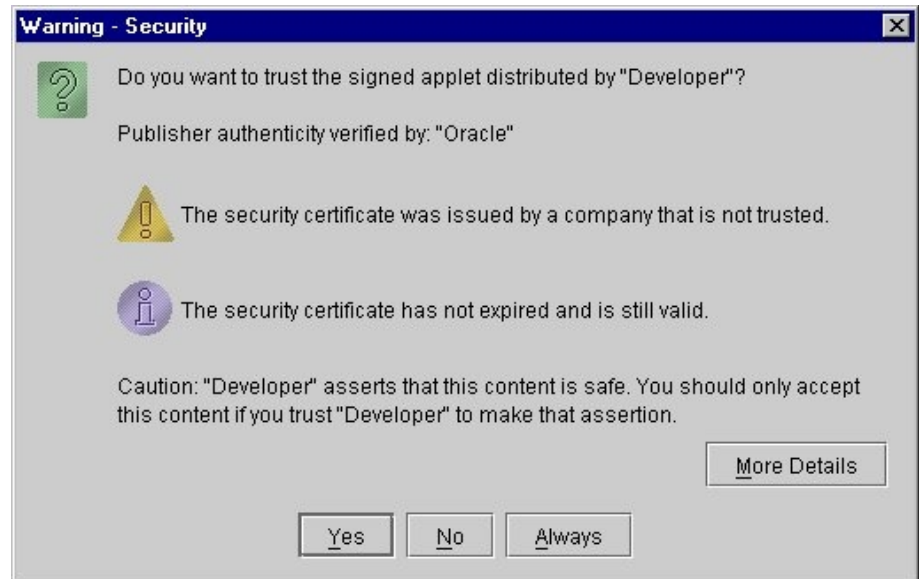 Warning - Security
Do you want to trust the signed applet distributed by "Developer"?
Publisher authenticity verified by: "Oracle"
The security certificate was issued by a company that is not trusted.
The security certificate has not expired and is still valid.
Caution: "Developer" asserts that this content is safe. You should only accept
this content if you trust "Developer" to make that assertion.
More Details
Yes No Always